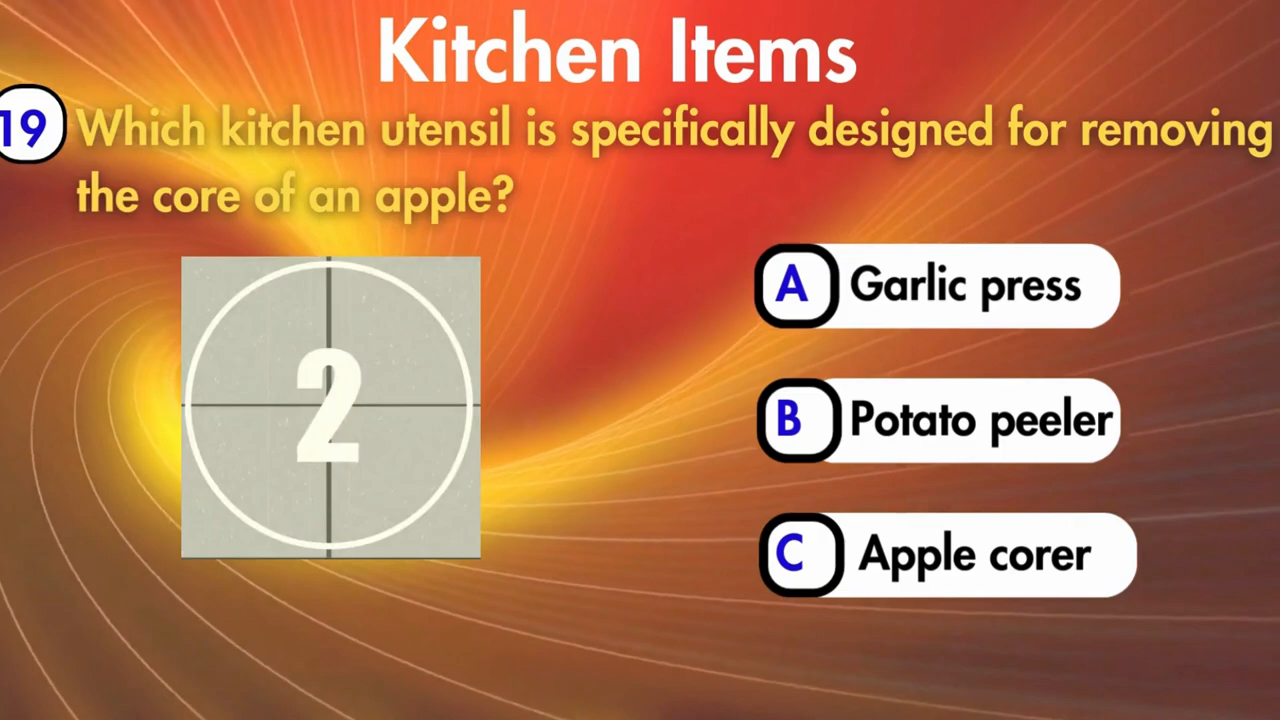 Kitchen Items
19 Which kitchen utensil is specifically designed for removing
the core of an apple?
2
A Garlic press
B Potato peeler
C Apple corer